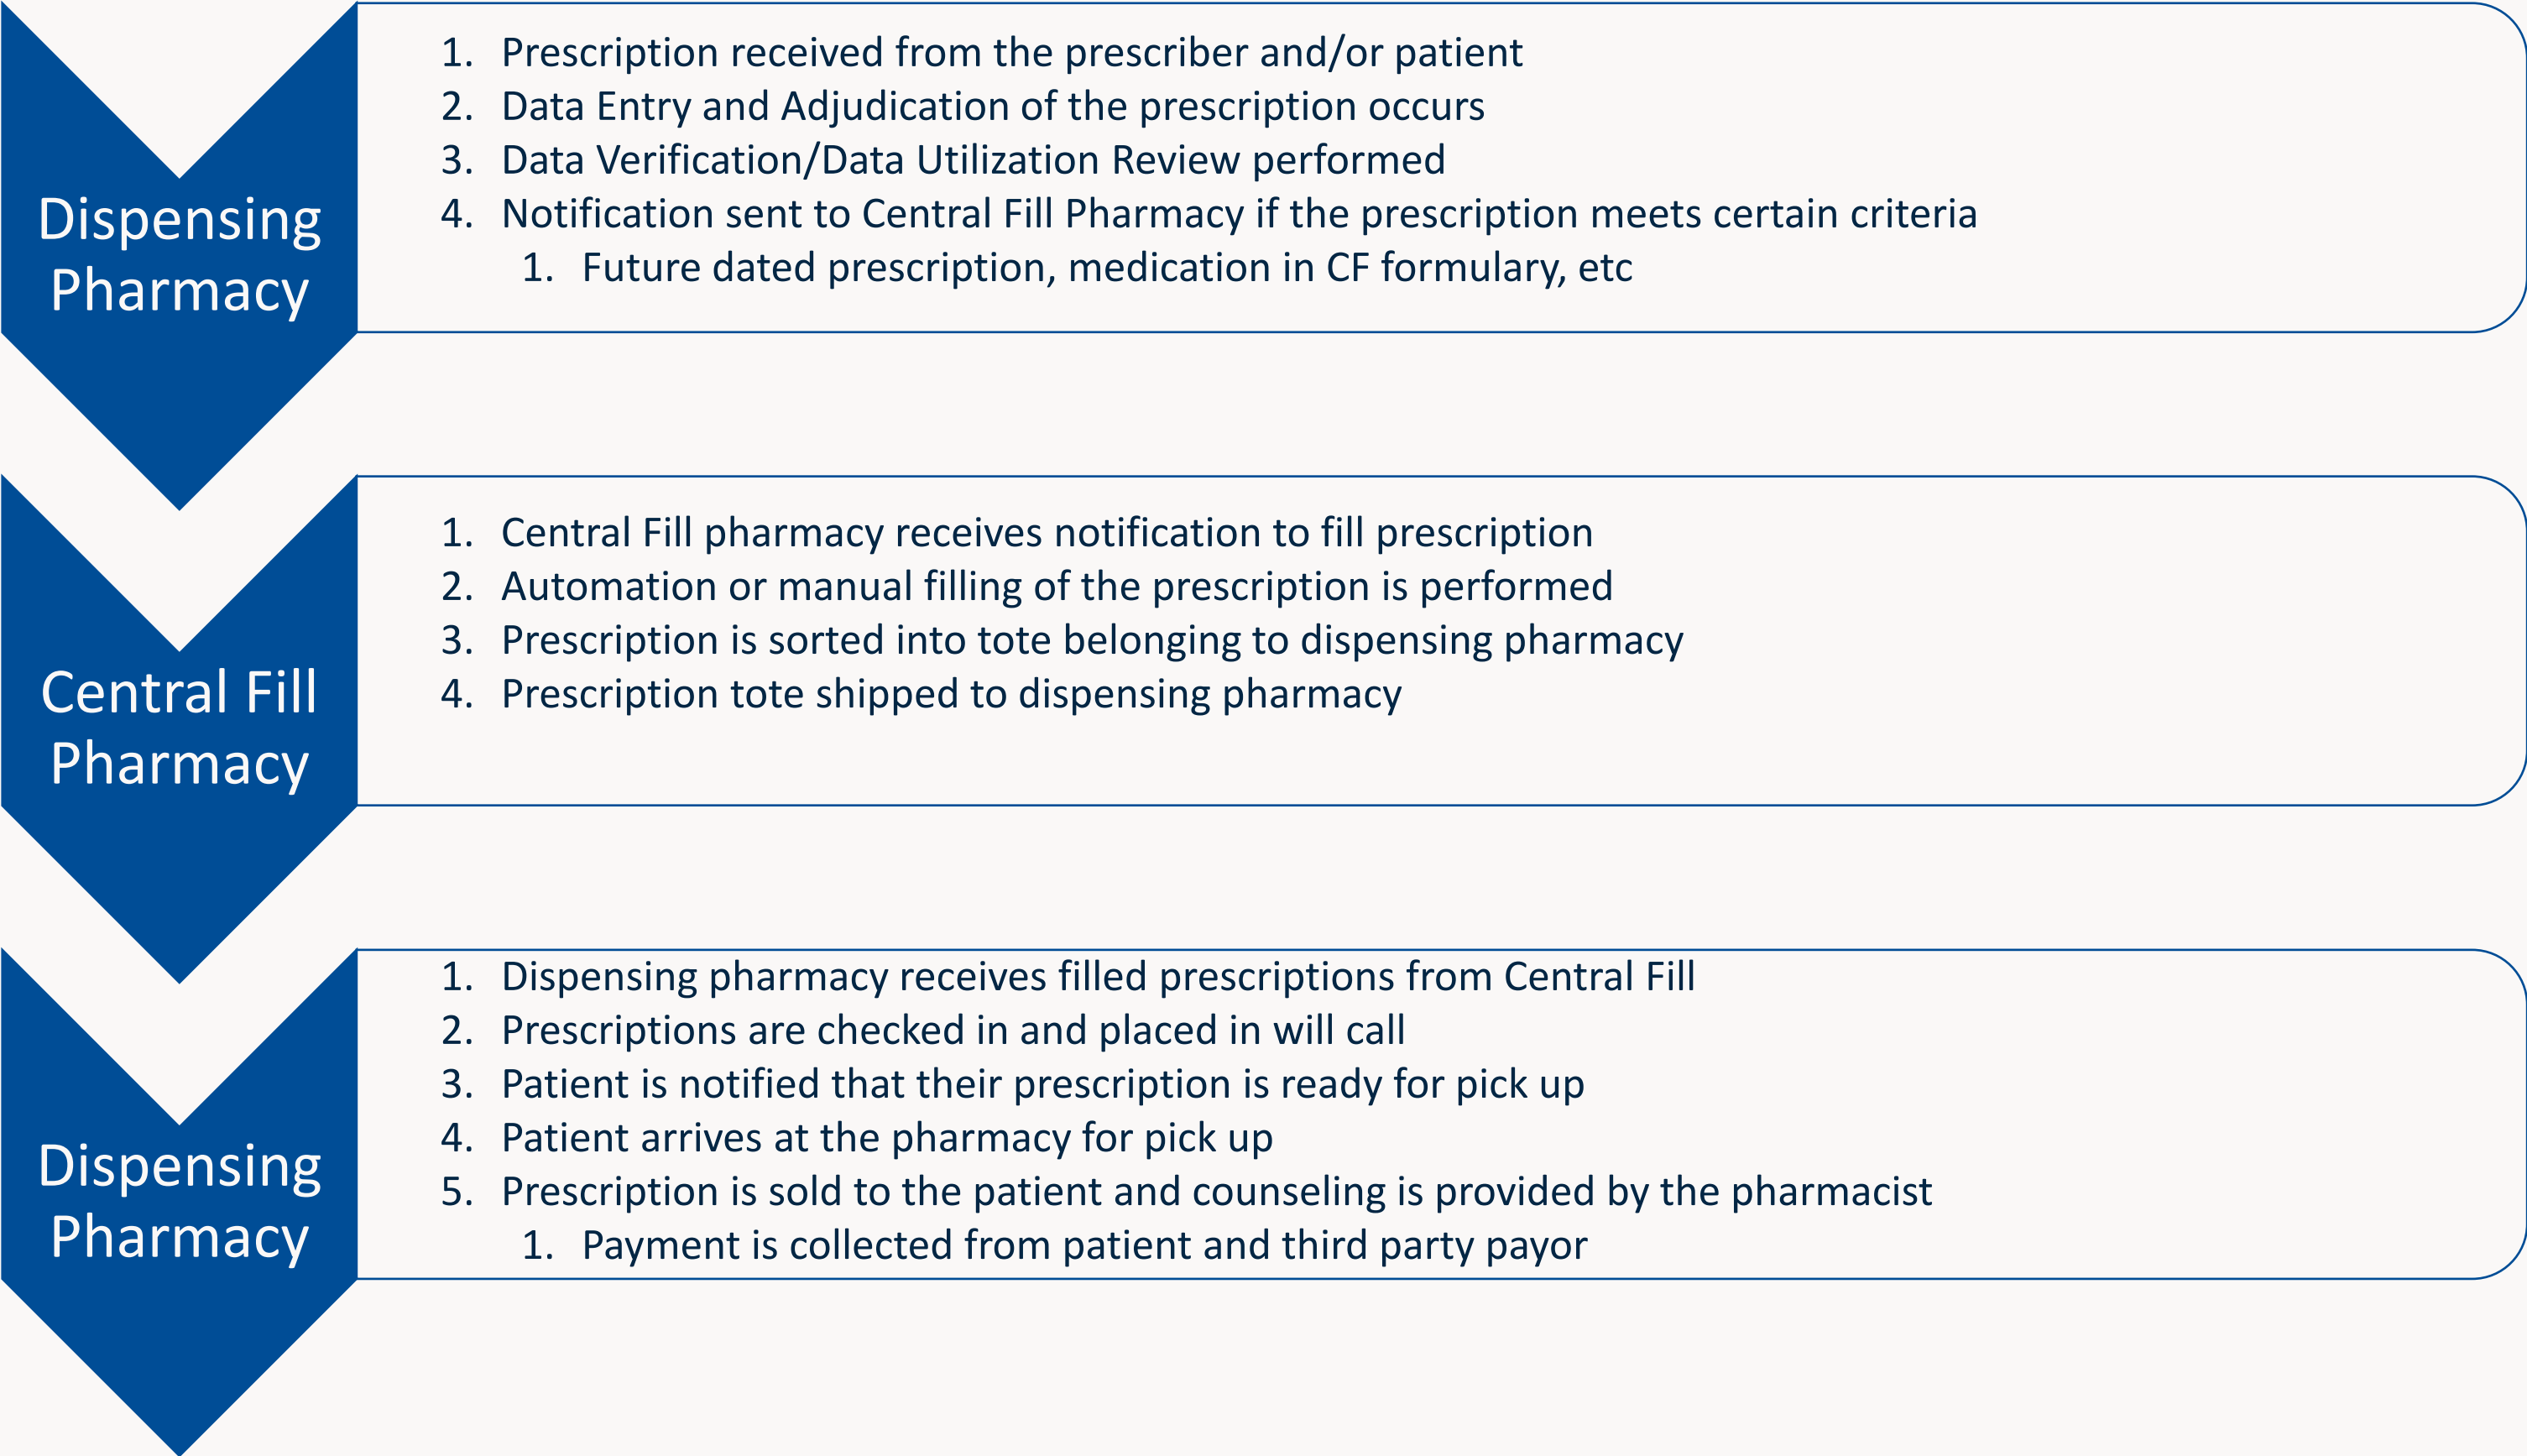 Dispensing
Pharmacy
1. Prescription received from the prescriber and/or patient
2. Data Entry and Adjudication of the prescription occurs
3. Data Verification/Data Utilization Review performed
4. Notification sent to Central Fill Pharmacy if the prescription meets certain criteria
1. Future dated prescription, medication in CF formulary, etc
Central Fill
Pharmacy
1. Central Fill pharmacy receives notification to fill prescription
2. Automation or manual filling of the prescription is performed
3. Prescription is sorted into tote belonging to dispensing pharmacy
4. Prescription tote shipped to dispensing pharmacy
Dispensing
Pharmacy
1. Dispensing pharmacy receives filled prescriptions from Central Fill
2. Prescriptions are checked in and placed in will call
3. Patient is notified that their prescription is ready for pick up
4. Patient arrives at the pharmacy for pick up
5. Prescription is sold to the patient and counseling is provided by the pharmacist
1. Payment is collected from patient and third party payor